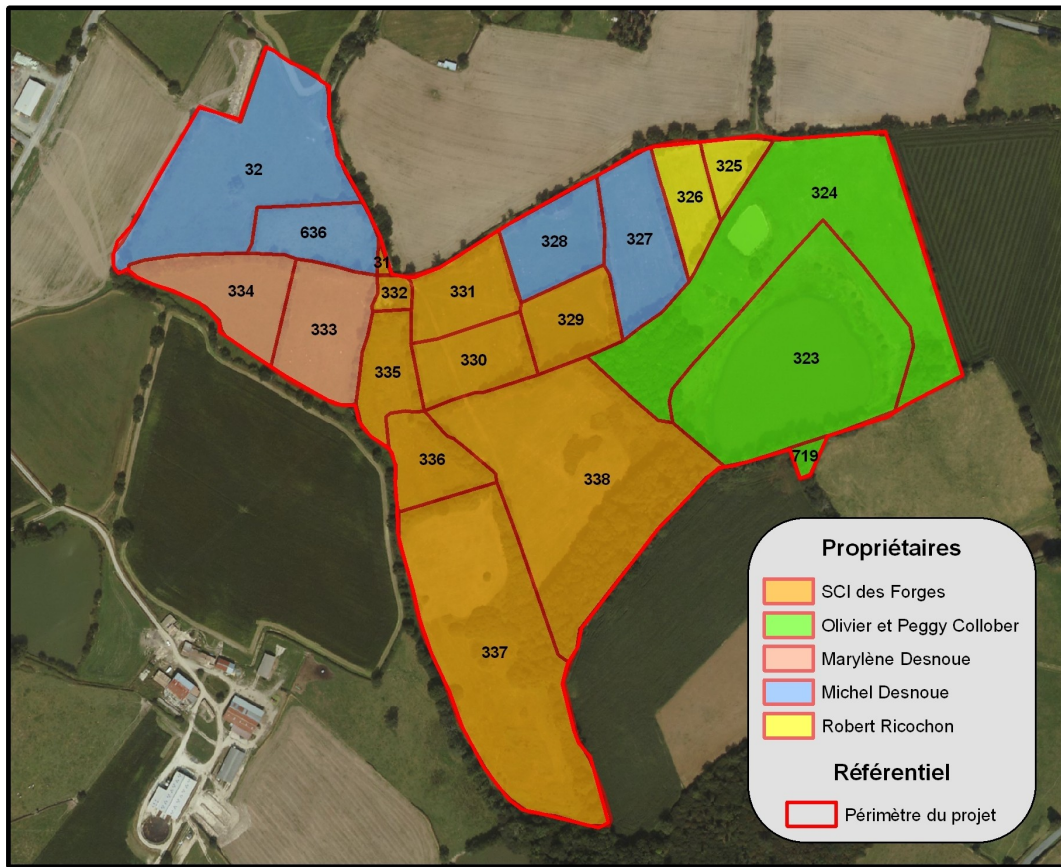 32
636
31
334
333
332
331
328
327
326
325
324
329
330
323
335
336
338
719
337
Propriétaires
SCI des Forges
Olivier et Peggy Collober
Marylène Desnoue
Michel Desnoue
Robert Ricochon
Référentiel
Périmètre du projet